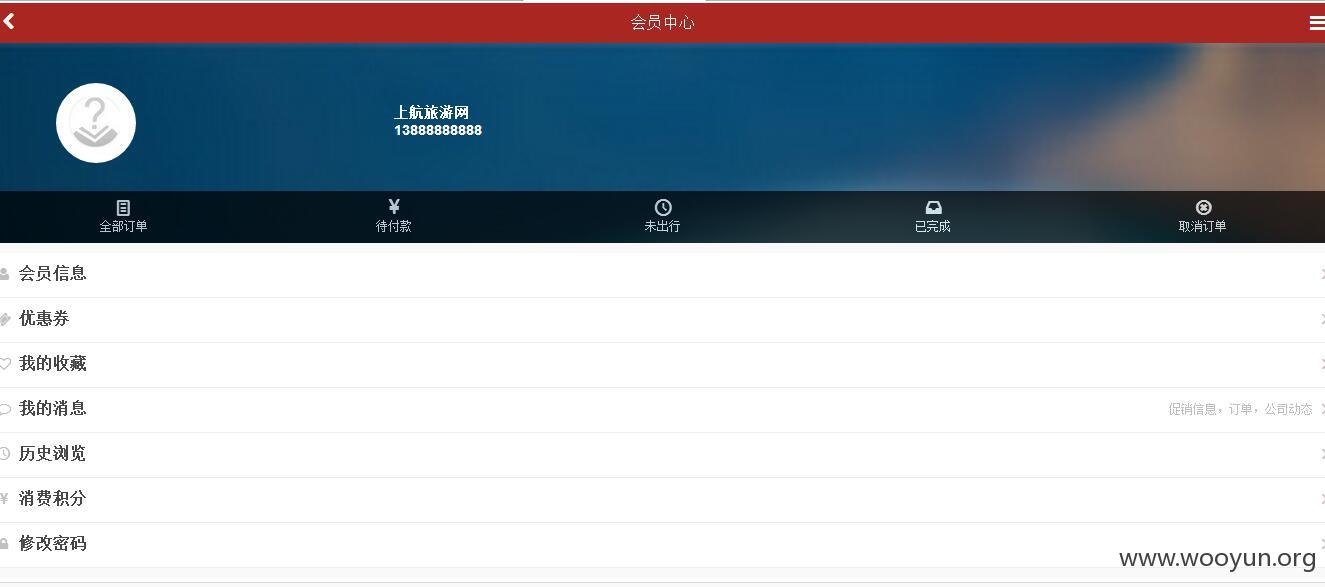 会员中心
上航旅游网
13888888888
全部订单
待付款
未出行
已完成
取消订单
会员信息
优惠券
我的收藏
我的消息
促销信息，订单，公司动态
历史浏览
消费积分
修改密码
www.wooyun.org